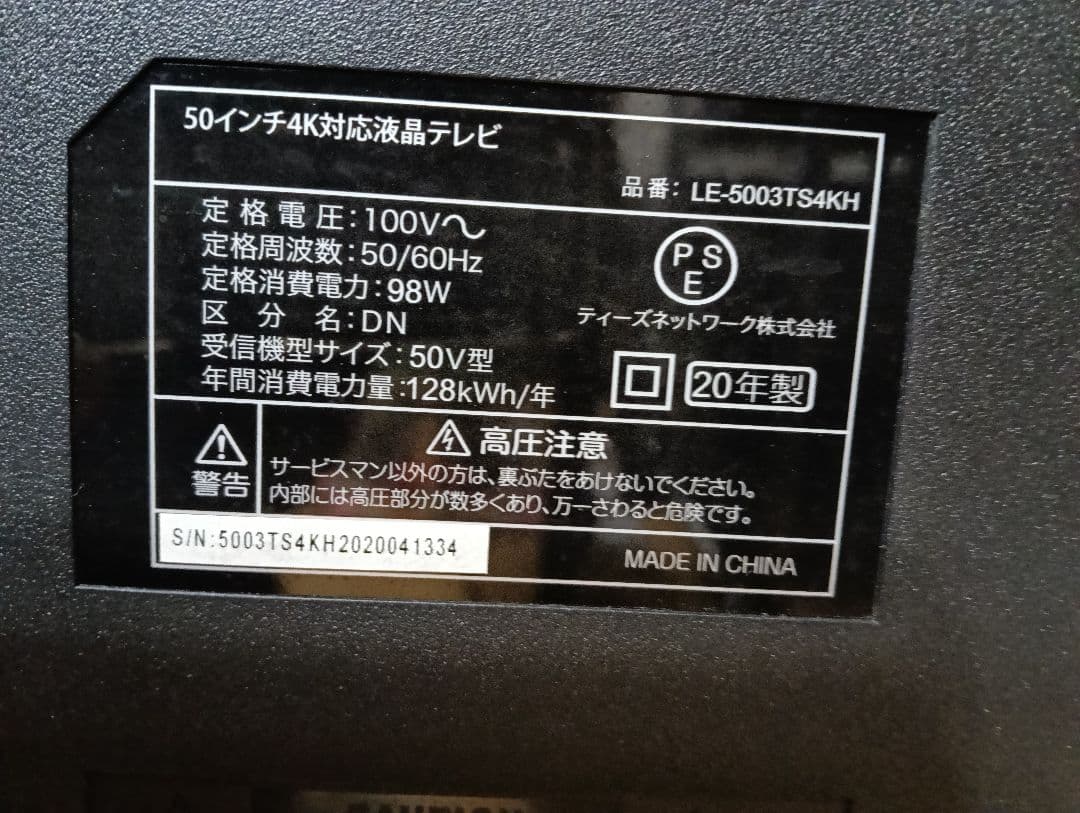 50インチ4K対応液晶テレビ
品番：LE-5003TS4KH
定格電圧：100V～
定格周波数：50/60Hz
定格消費電力：98W
区分名：DN
受信機型サイズ：50V型
年間消費電力量：128kWh/年
PSE
ティーズネットワーク株式会社
20年製
警告
高圧注意
サービスマン以外の方は、裏ぶたをあけないでください。
内部には高圧部分が数多くあり、万一さわると危険です。
S/N:5003TS4KH2020041334
MADE IN CHINA